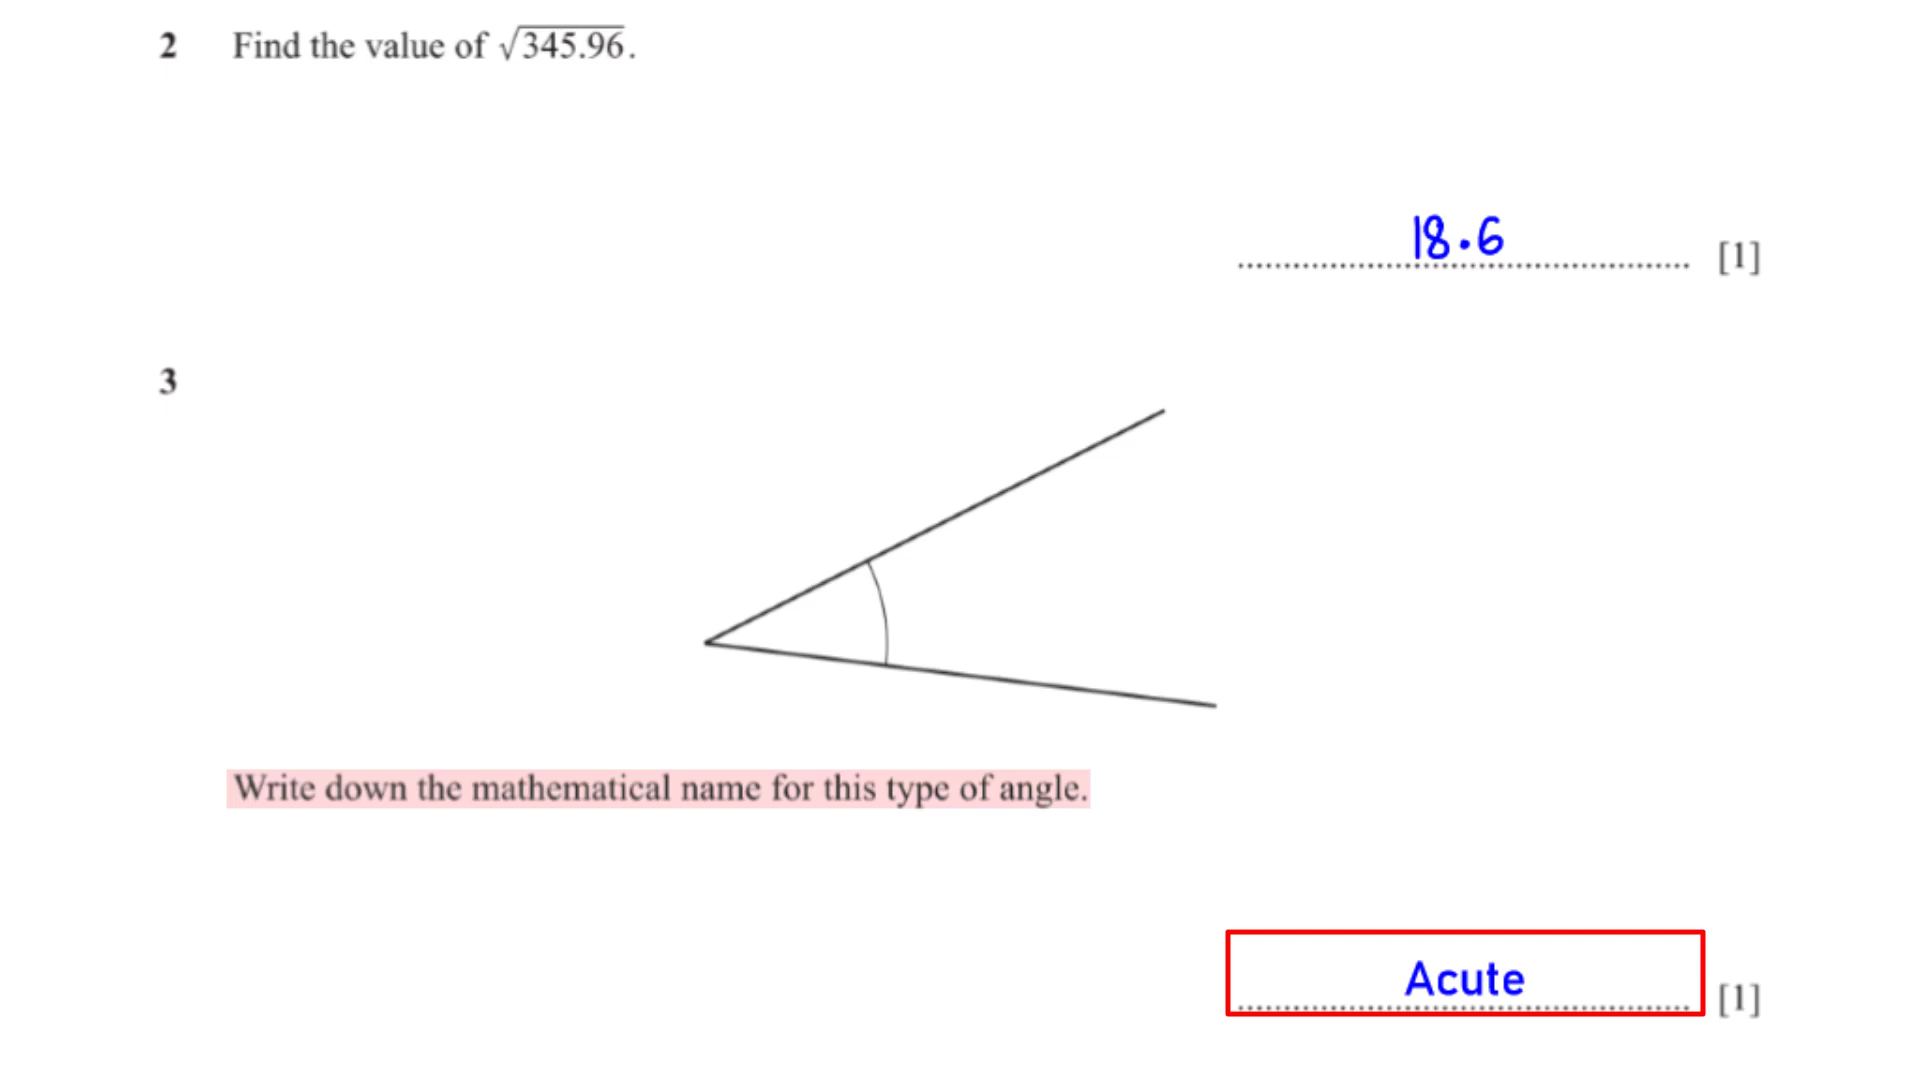 2 Find the value of √345.96.
18.6 [1]
3
Write down the mathematical name for this type of angle.
Acute [1]